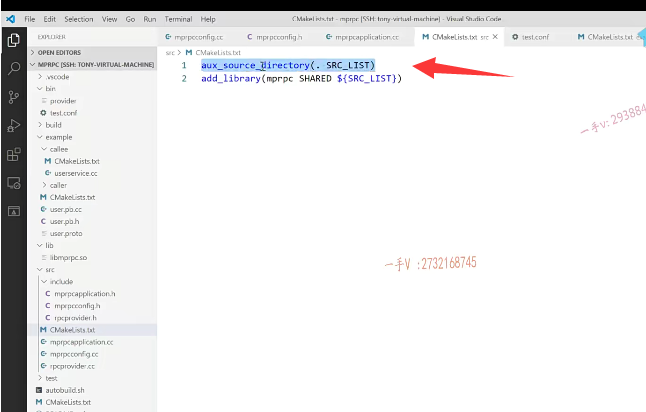 File Edit Selection View Go Run Terminal Help
CMakeLists.txt - mprpc [SSH: tony-virtual-machine] - Visual Studio Code
EXPLORER
mprpcconfig.cc
mprpcconfig.h
mprpcapplication.cc
CMakeLists.txt src
test.conf
CMakeLists.txt
OPEN EDITORS
MPRPC [SSH: TONY-VIRTUAL-MACHINE]
.vscode
bin
provider
test.conf
build
example
callee
CMakeLists.txt
userservice.cc
caller
CMakeLists.txt
user.pb.cc
user.pb.h
user.proto
lib
libmprpc.so
src
include
mprpcapplication.h
mprpcconfig.h
rpcprovider.h
CMakeLists.txt
mprpcapplication.cc
mprpcconfig.cc
rpcprovider.cc
test
autobuild.sh
CMakeLists.txt
src > CMakeLists.txt
1 aux_source_directory(. SRC_LIST)
2 add_library(mprpc SHARED ${SRC_LIST})
一手v:293884
一手V :2732168745